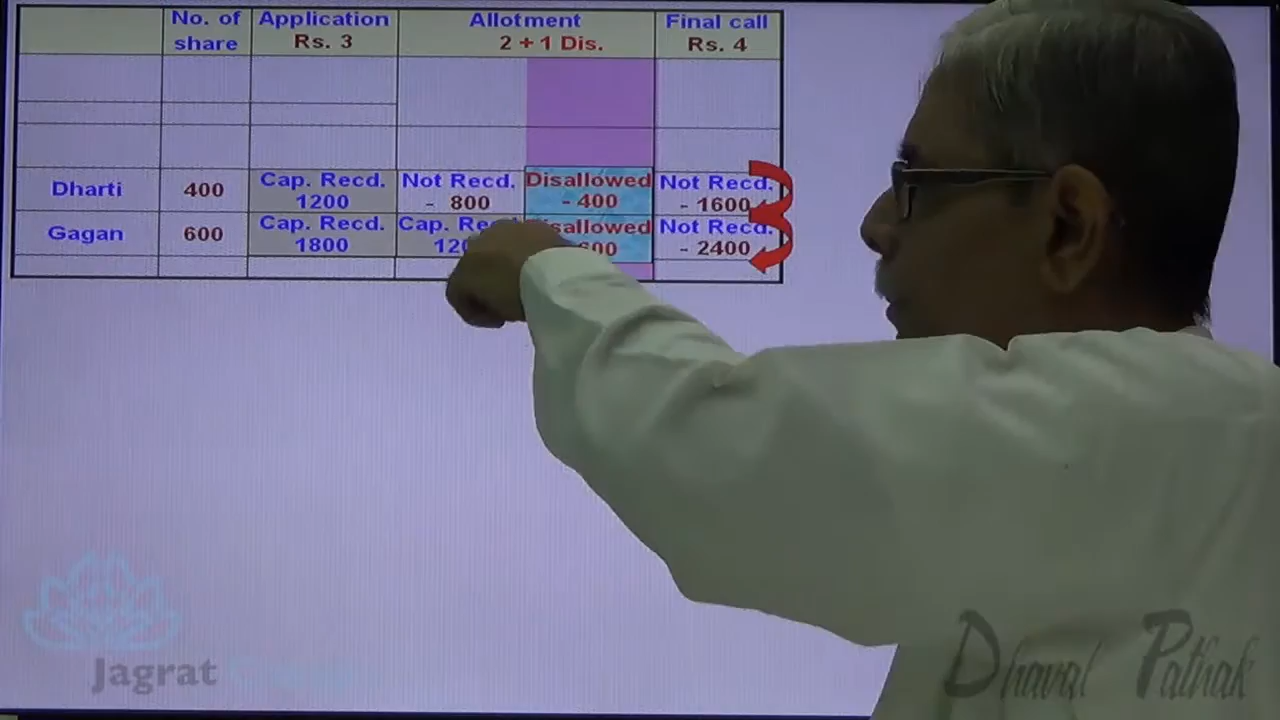 No. of share
Application Rs. 3
Allotment 2 + 1 Dis.
Final call Rs. 4
Dharti
400
Cap. Recd. 1200
Not Recd. - 800
Disallowed - 400
Not Recd. - 1600
Gagan
600
Cap. Recd. 1800
Cap.
Not Recd. - 2400
Jagrat
Dhaval Pathak